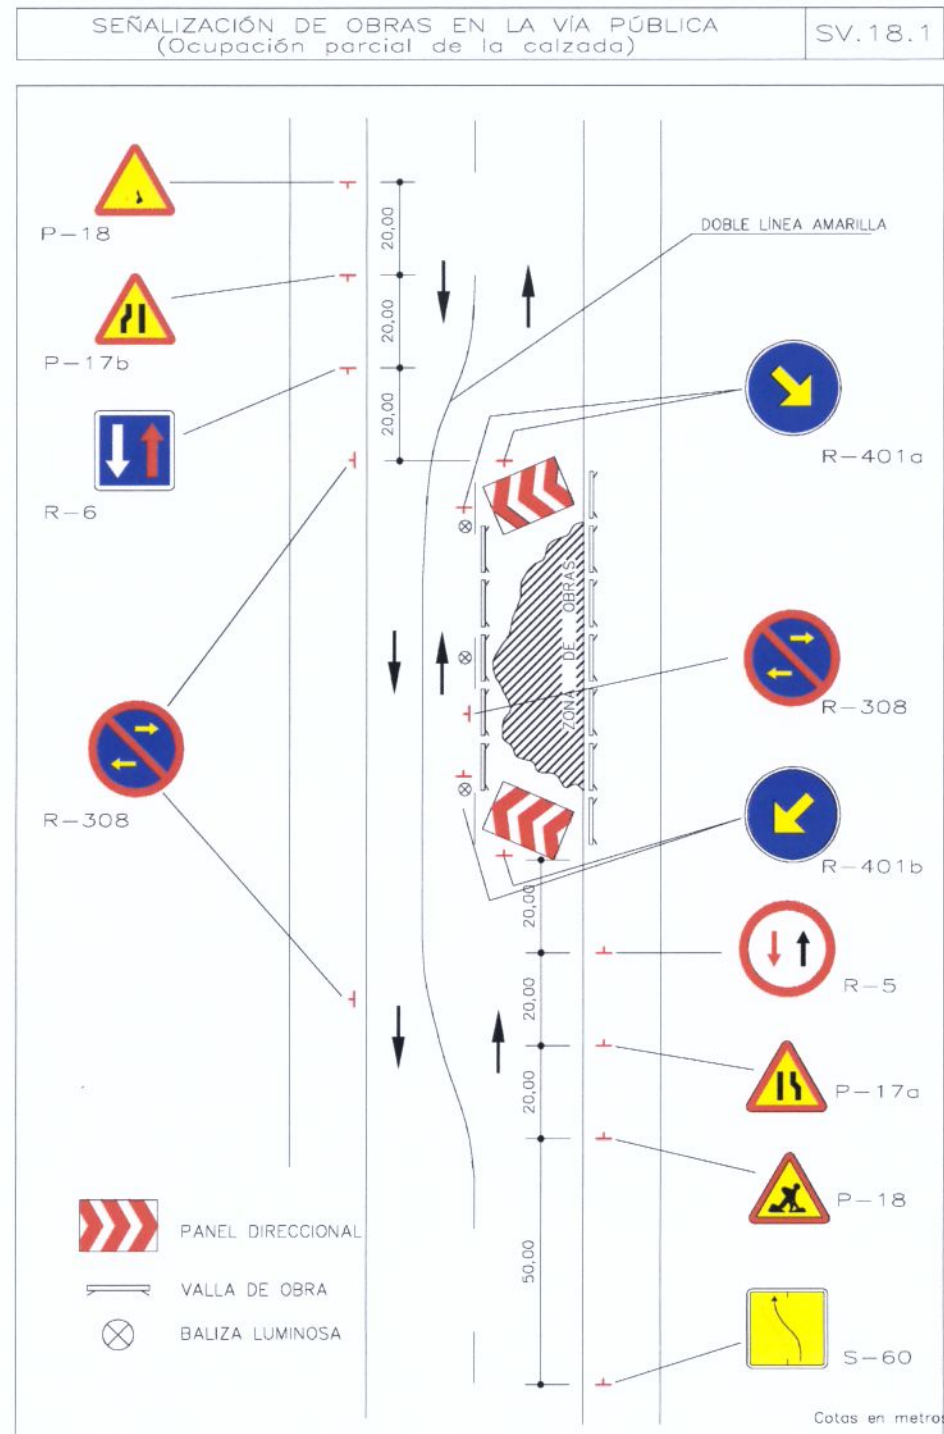 SEÑALIZACIÓN DE OBRAS EN LA VÍA PÚBLICA
(Ocupación parcial de la calzada)
SV.18.1
P-18
20,00
DOBLE LÍNEA AMARILLA
P-17b
20,00
R-6
20,00
R-401a
ZONA DE OBRAS
R-308
R-308
R-401b
20,00
R-5
20,00
P-17a
20,00
P-18
50,00
S-60
PANEL DIRECCIONAL
VALLA DE OBRA
BALIZA LUMINOSA
Cotas en metros